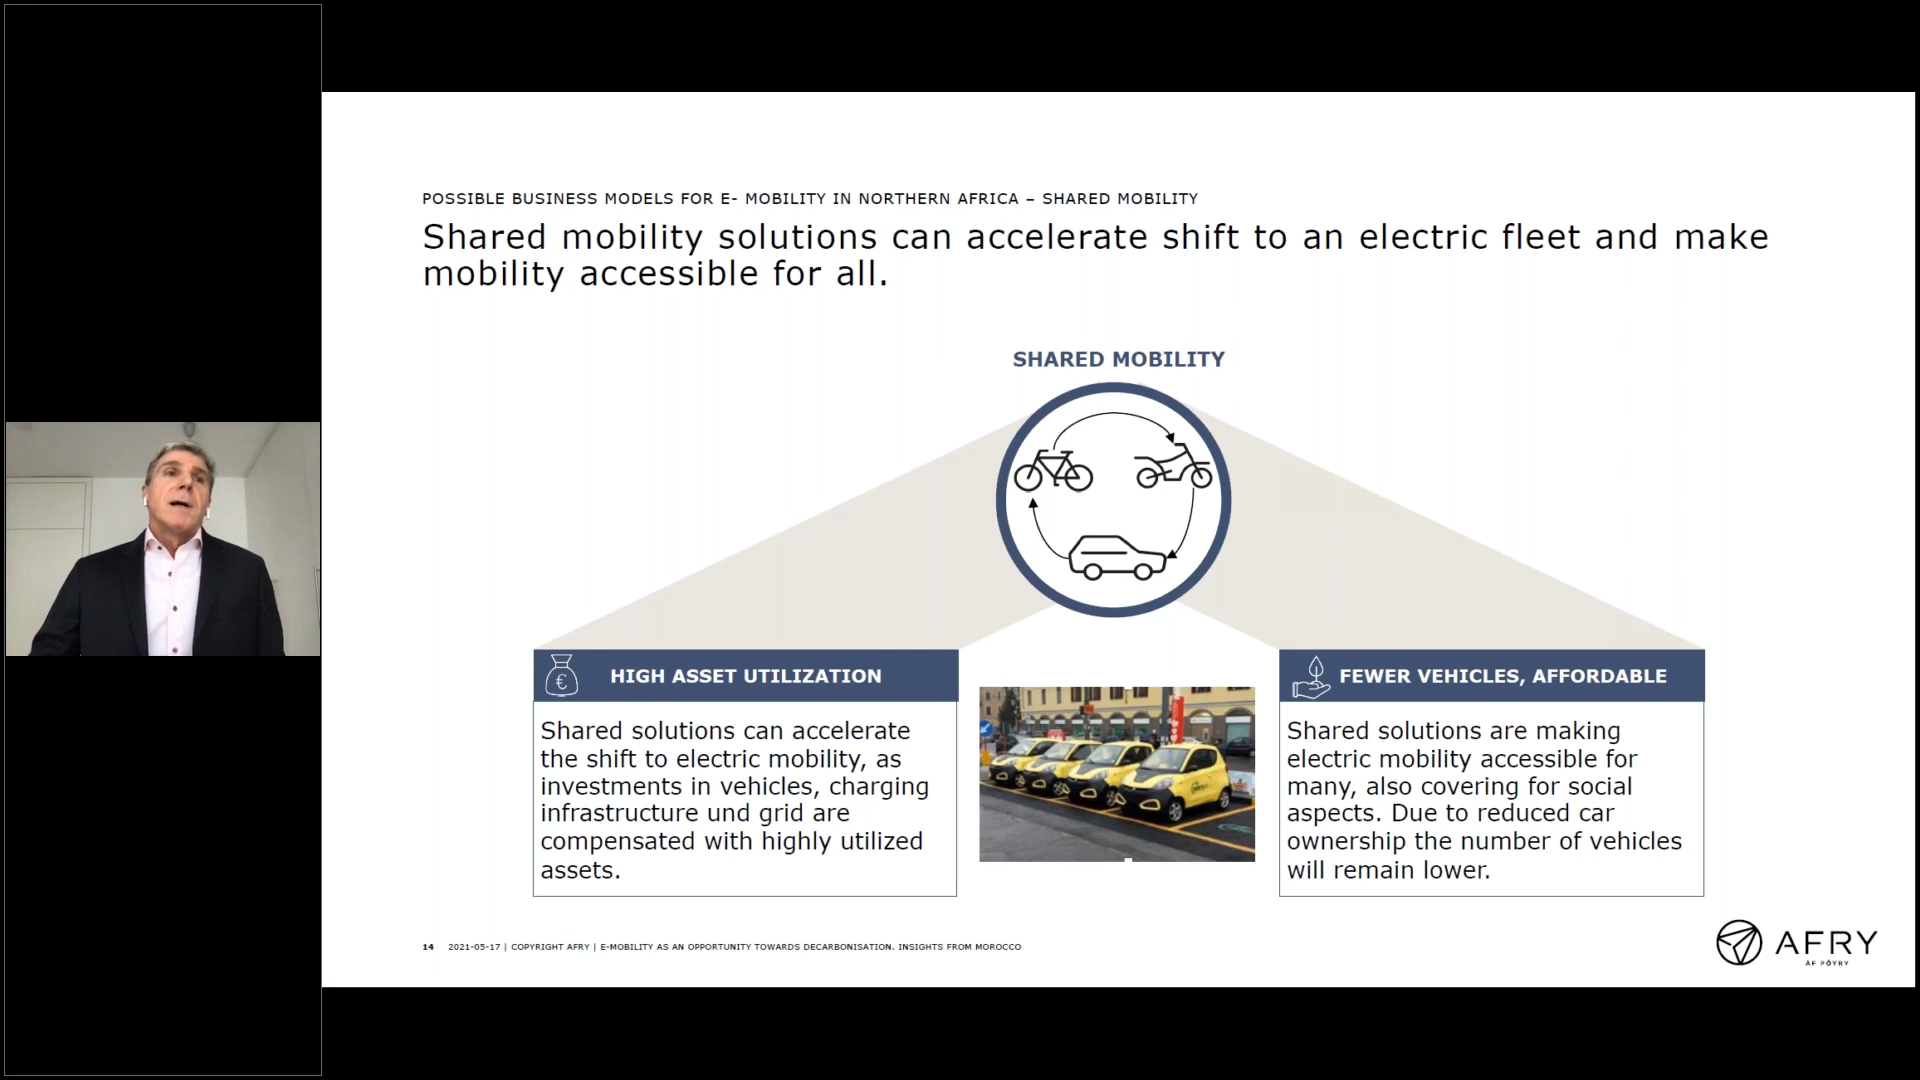 POSSIBLE BUSINESS MODELS FOR E- MOBILITY IN NORTHERN AFRICA – SHARED MOBILITY
Shared mobility solutions can accelerate shift to an electric fleet and make
mobility accessible for all.
SHARED MOBILITY
€
HIGH ASSET UTILIZATION
Shared solutions can accelerate
the shift to electric mobility, as
investments in vehicles, charging
infrastructure und grid are
compensated with highly utilized
assets.
FEWER VEHICLES, AFFORDABLE
Shared solutions are making
electric mobility accessible for
many, also covering for social
aspects. Due to reduced car
ownership the number of vehicles
will remain lower.
14 2021-05-17 | COPYRIGHT AFRY | E-MOBILITY AS AN OPPORTUNITY TOWARDS DECARBONISATION. INSIGHTS FROM MOROCCO
AFRY
ÅF PÖYRY